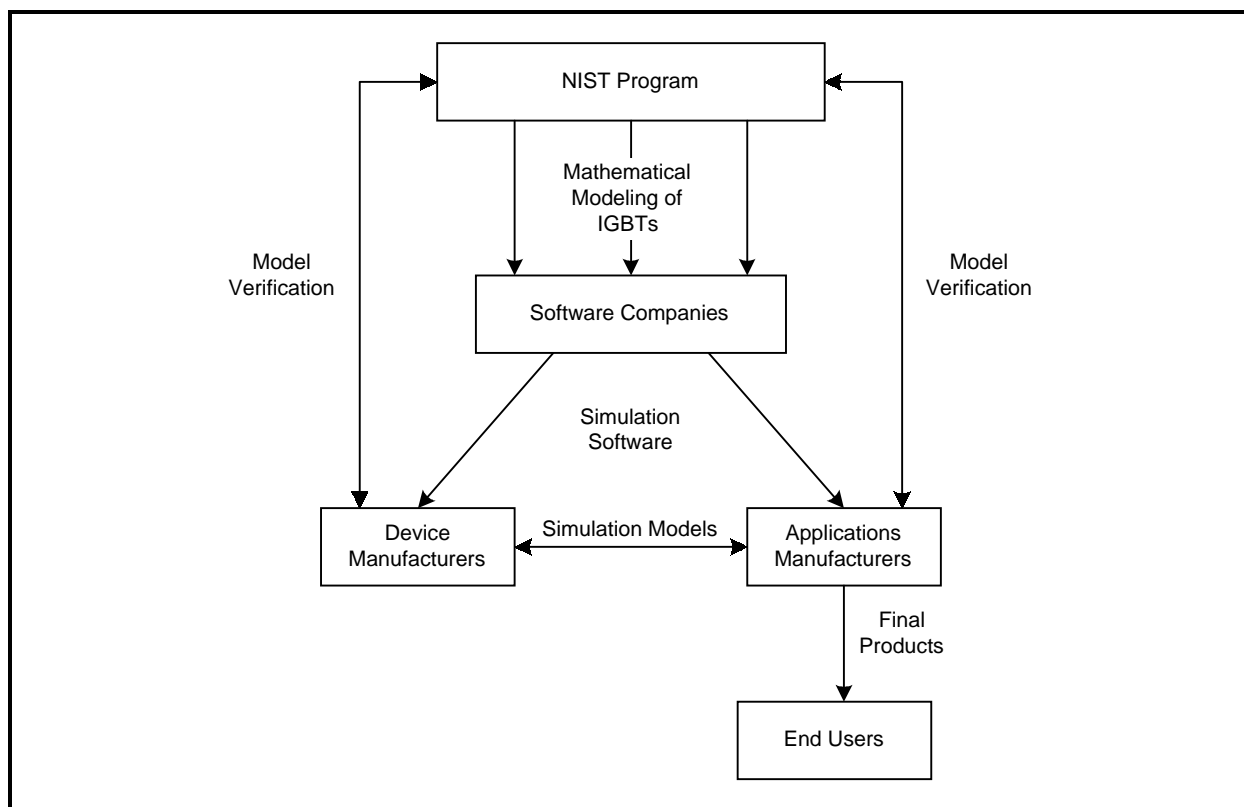 NIST Program
Mathematical
Modeling of
IGBTs
Model
Verification
Model
Verification
Software Companies
Simulation
Software
Device
Manufacturers
Simulation Models
Applications
Manufacturers
Final
Products
End Users